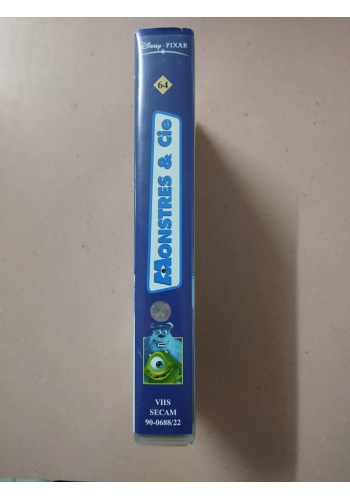 Disney · PIXAR
64
MONSTRES & Cie
VHS
SECAM
90-0688/22